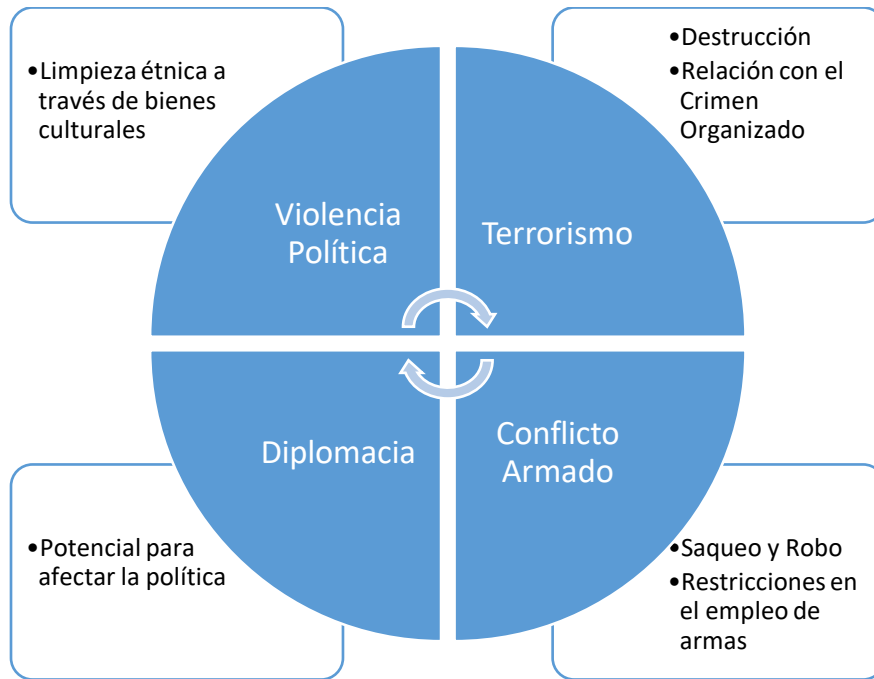 •Limpieza étnica a
través de bienes
culturales
•Destrucción
•Relación con el
Crimen
Organizado
Violencia
Política
Terrorismo
Diplomacia
Conflicto
Armado
•Potencial para
afectar la política
•Saqueo y Robo
•Restricciones en
el empleo de
armas